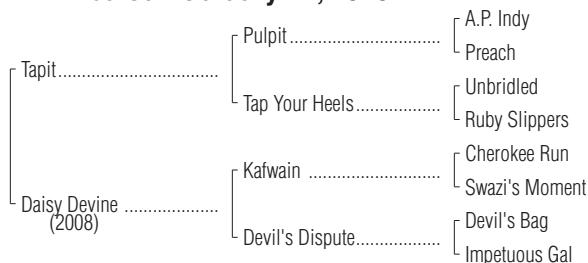 A.P. Indy
Pulpit
Preach
Tapit
Unbridled
Tap Your Heels
Ruby Slippers
Cherokee Run
Kafwain
Swazi's Moment
Daisy Devine
(2008)
Devil's Bag
Devil's Dispute
Impetuous Gal